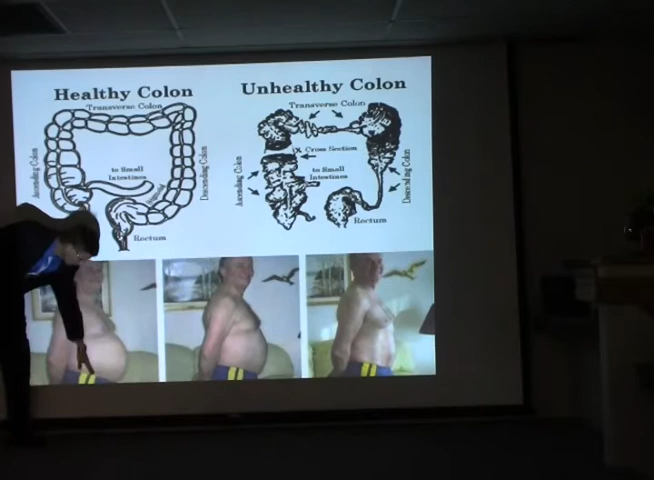 Healthy Colon
Transverse Colon
Ascending Colon
to Small
Intestines
Descending Colon
Rectum
Unhealthy Colon
Transverse Colon
Cross Section
Ascending Colon
to Small
Intestines
Descending Colon
Rectum